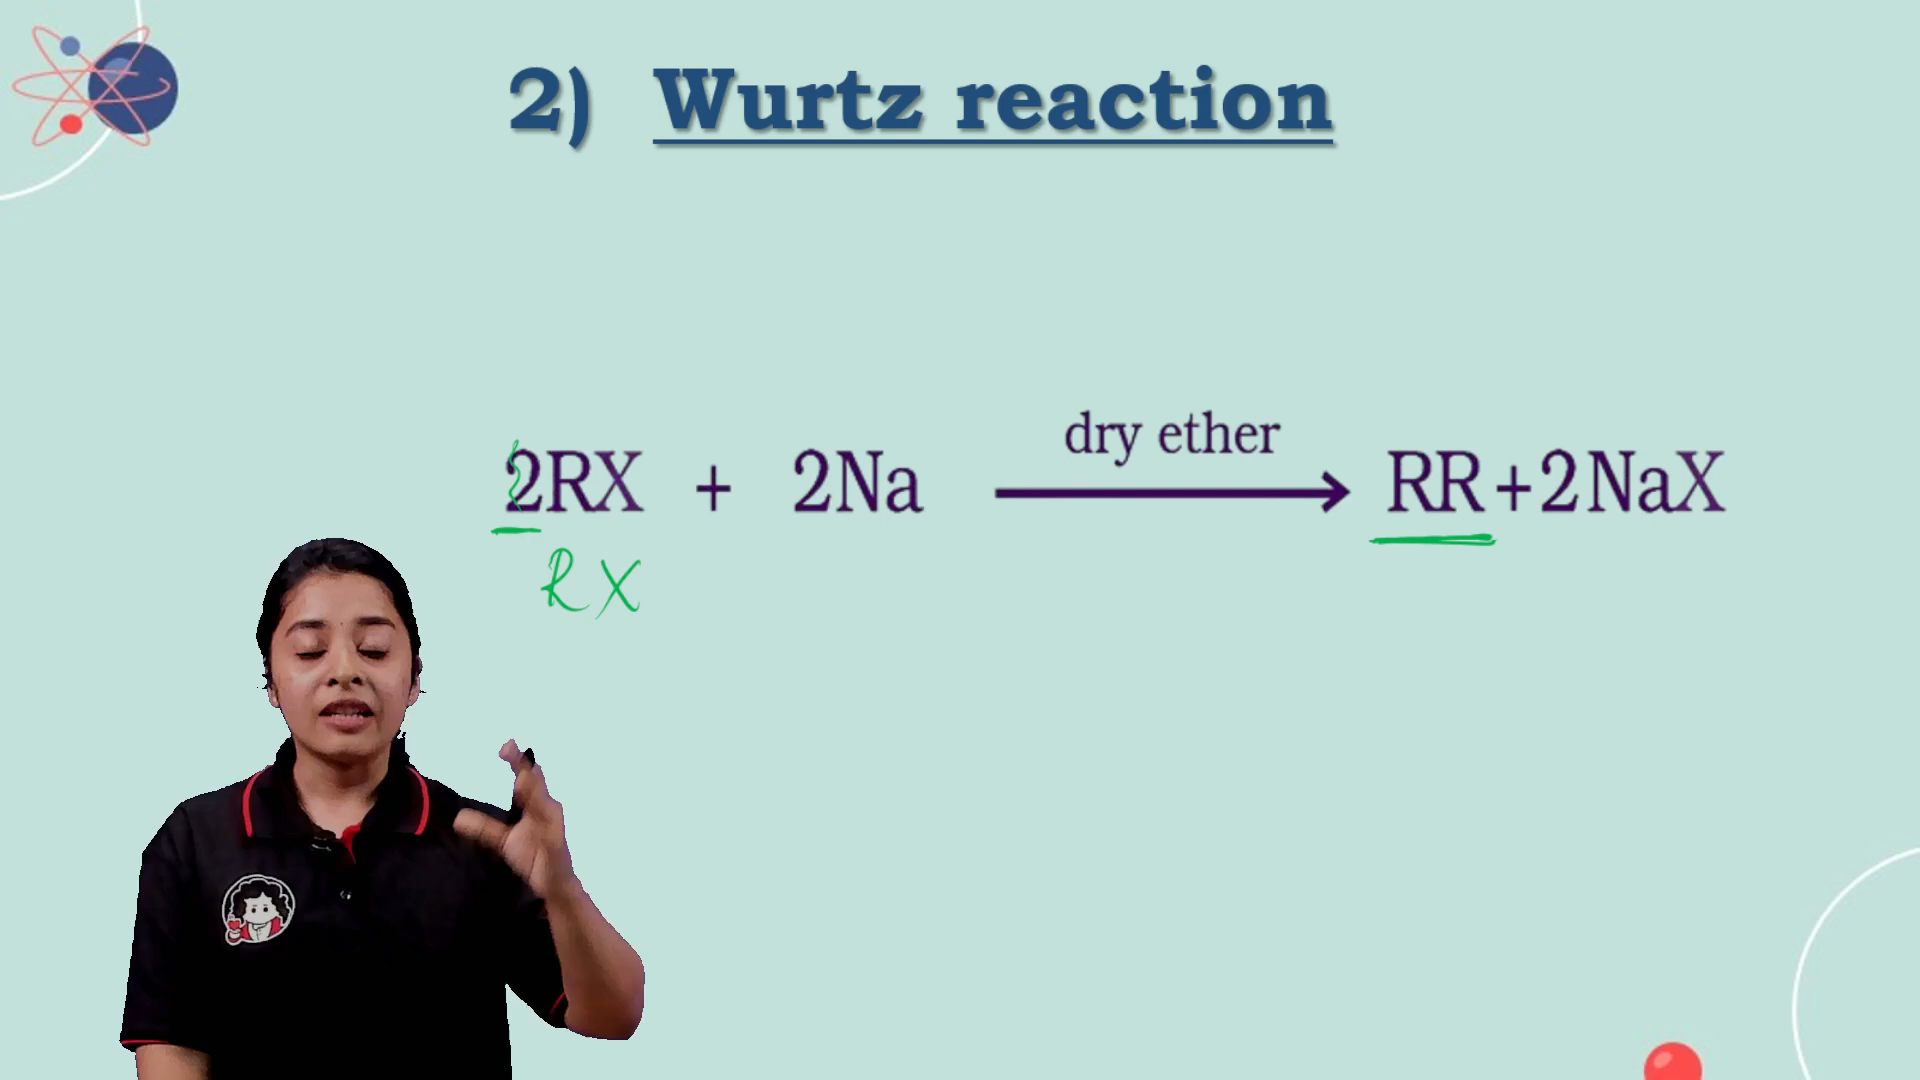 2) Wurtz reaction
dry ether
2RX + 2Na ⟶ RR+2NaX
RX